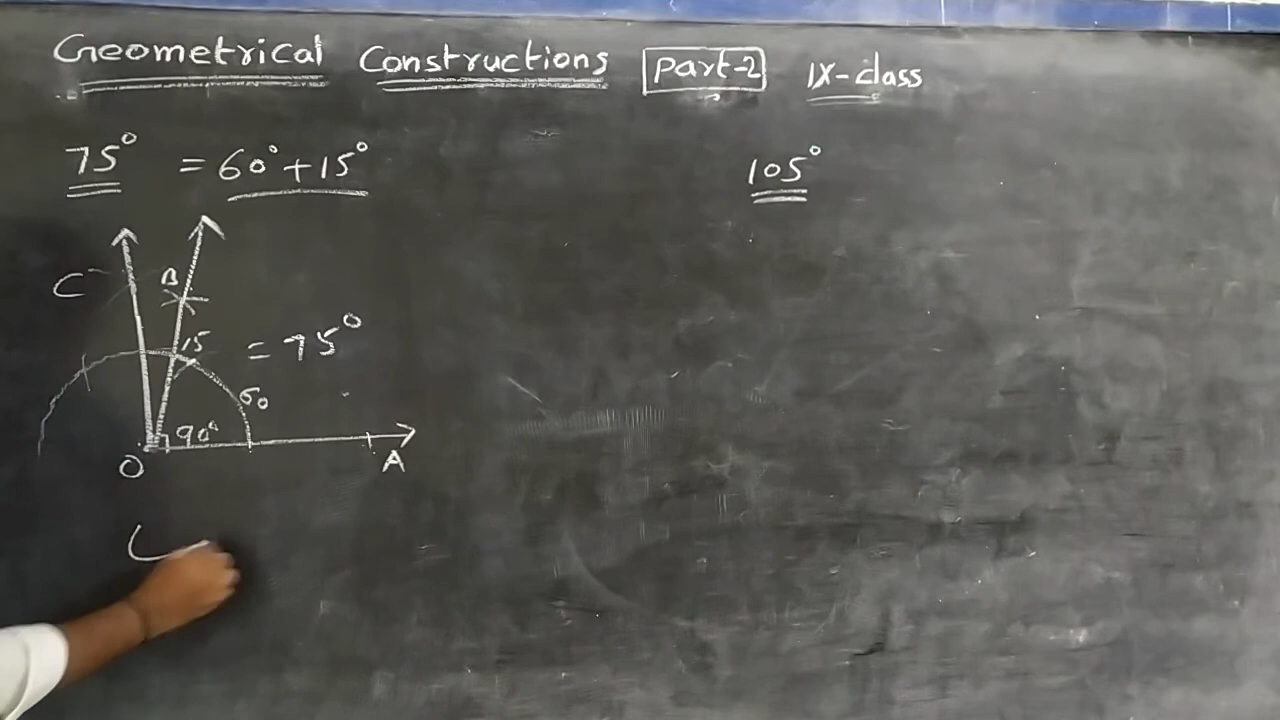 Geometrical Constructions Part-2 IX-class
75° = 60° + 15°
105°
C
B
15
= 75°
60
90°
O
A